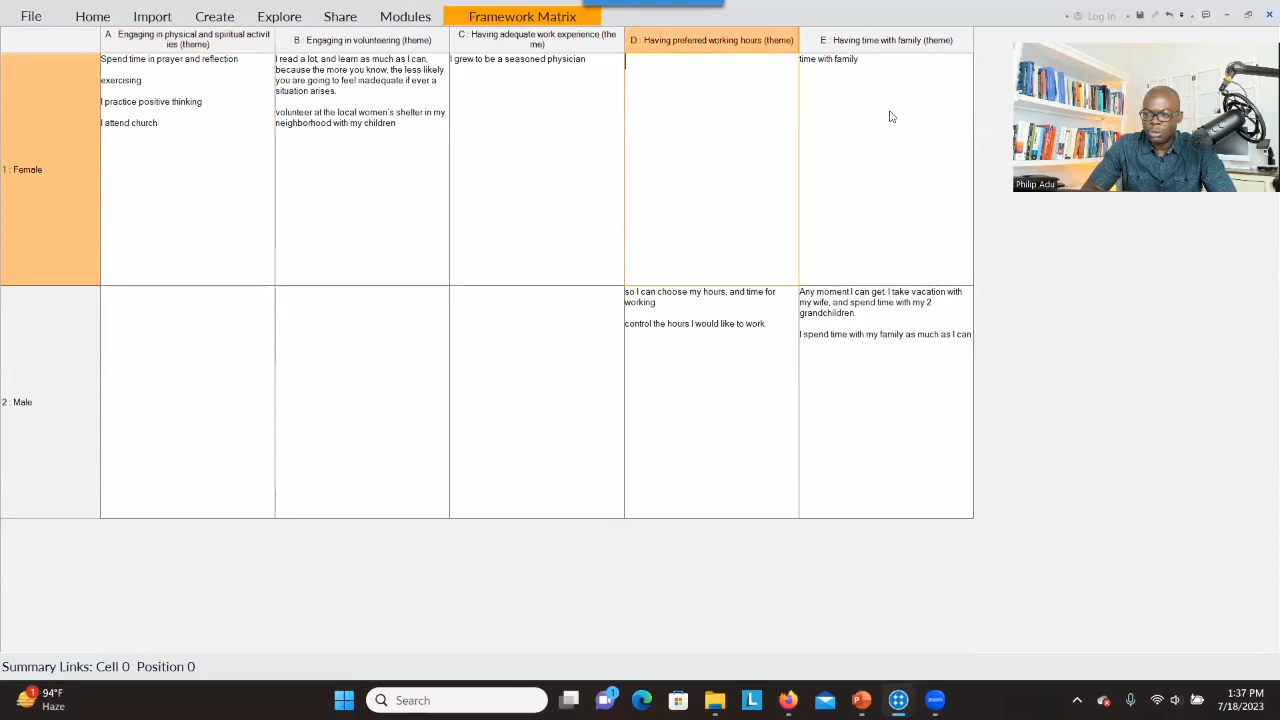 File Home Import Create Explore Share Modules Framework Matrix Log In
A : Engaging in physical and spiritual activit
ies (theme)
B : Engaging in volunteering (theme)
C : Having adequate work experience (the
me)
D : Having preferred working hours (theme)
E : Having time with family (theme)
1 : Female
Spend time in prayer and reflection
exercising
I practice positive thinking
I attend church
I read a lot, and learn as much as I can,
because the more you know, the less likely
you are going to feel inadequate if ever a
situation arises.
volunteer at the local women's shelter in my
neighborhood with my children
I grew to be a seasoned physician
time with family
2 : Male
so I can choose my hours, and time for
working
control the hours I would like to work
Any moment I can get, I take vacation with
my wife, and spend time with my 2
grandchildren.
I spend time with my family as much as I can
Philip Adu
Summary Links: Cell 0 Position 0
1
94°F
Haze
Search
1
L
P
zoom
1:37 PM
7/18/2023